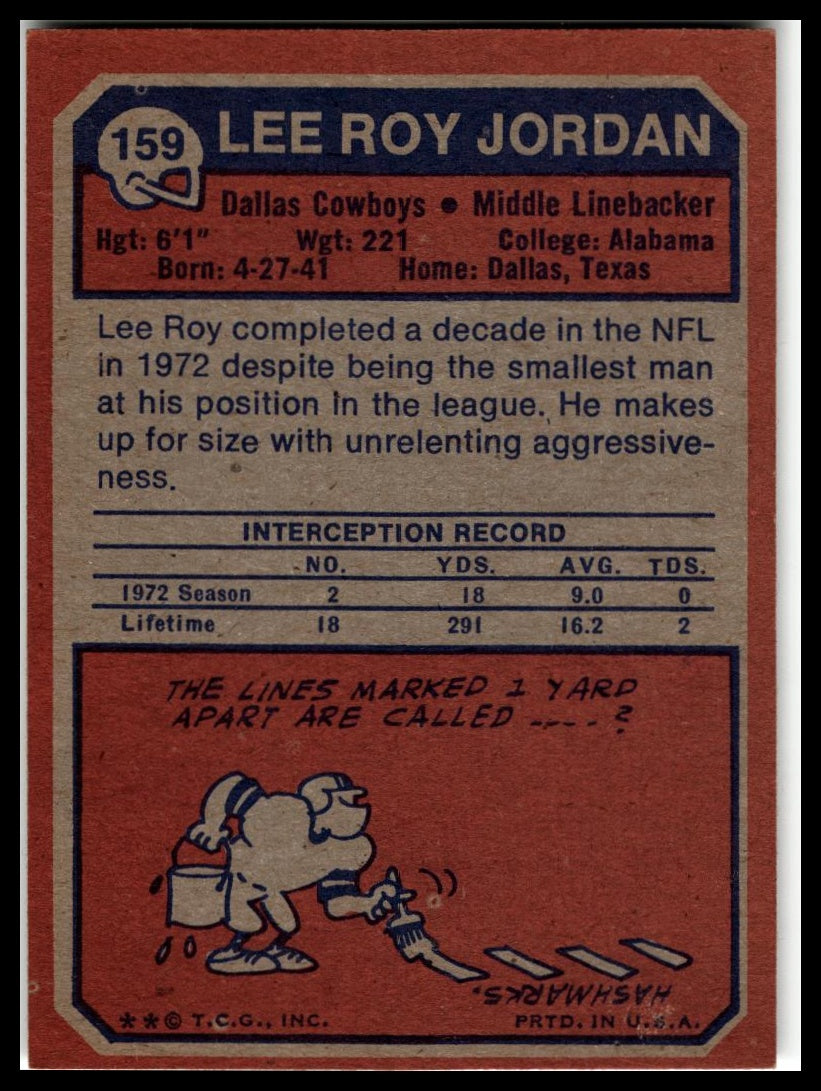 159 LEE ROY JORDAN
Dallas Cowboys • Middle Linebacker
Hgt: 6'1" Wgt: 221 College: Alabama
Born: 4-27-41 Home: Dallas, Texas
Lee Roy completed a decade in the NFL
in 1972 despite being the smallest man
at his position in the league. He makes
up for size with unrelenting aggressive-
ness.
INTERCEPTION RECORD
NO. YDS. AVG. TDS.
1972 Season 2 18 9.0 0
Lifetime 18 291 16.2 2
THE LINES MARKED 1 YARD
APART ARE CALLED ....?
HASHMARKS.
**© T.C.G., INC. PRTD. IN U.S.A.